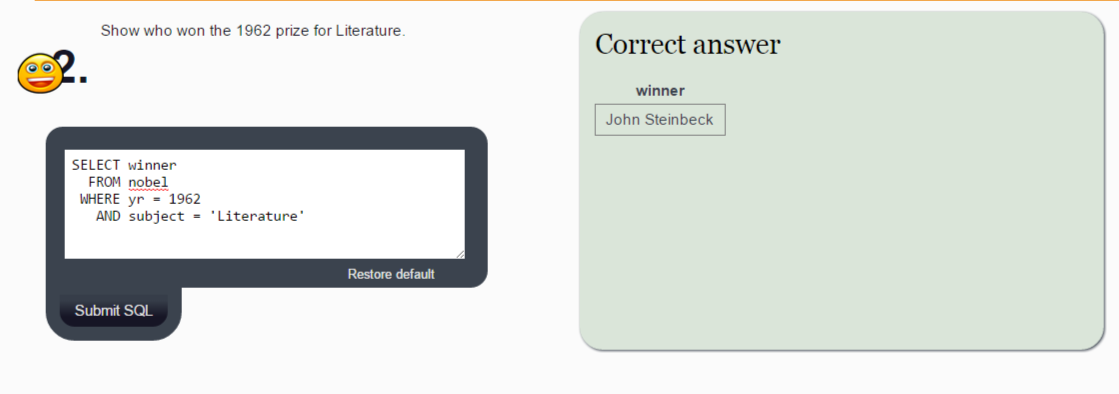 Show who won the 1962 prize for Literature.
2.
SELECT winner
FROM nobel
WHERE yr = 1962
AND subject = 'Literature'
Restore default
Submit SQL
Correct answer
winner
John Steinbeck